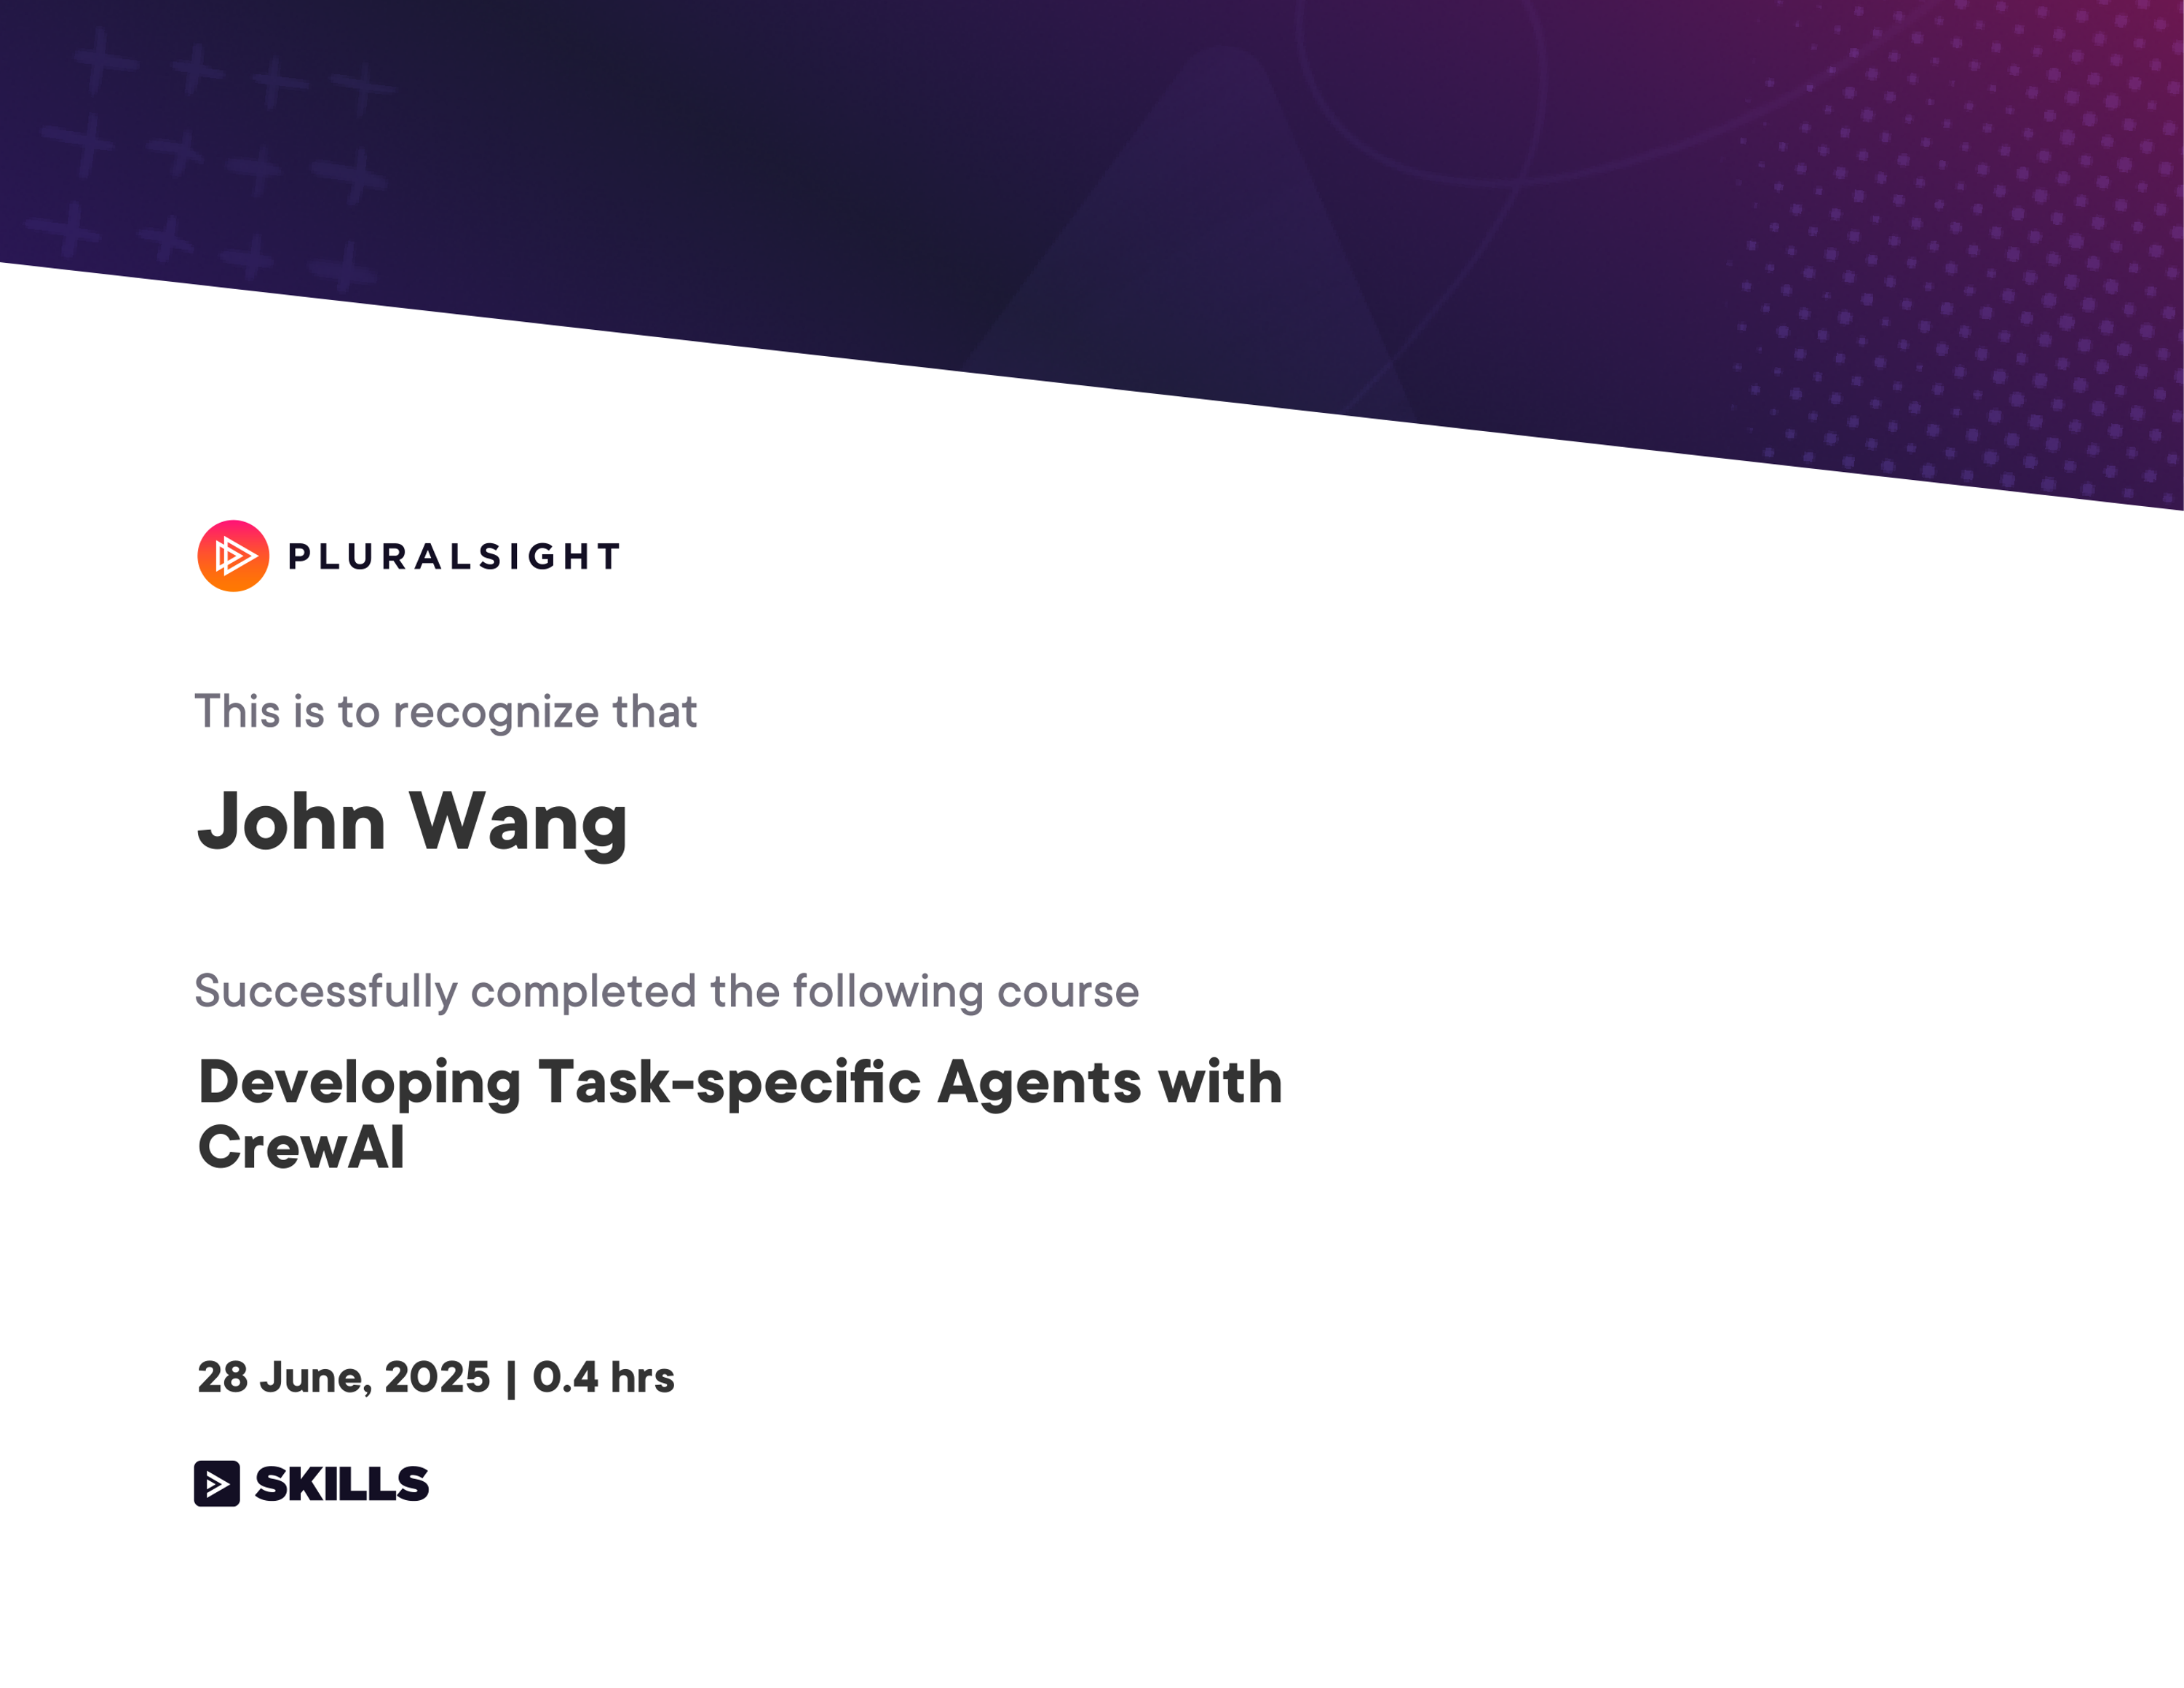 PLURALSIGHT
This is to recognize that
John Wang
Successfully completed the following course
Developing Task-specific Agents with
CrewAI
28 June, 2025 | 0.4 hrs
SKILLS